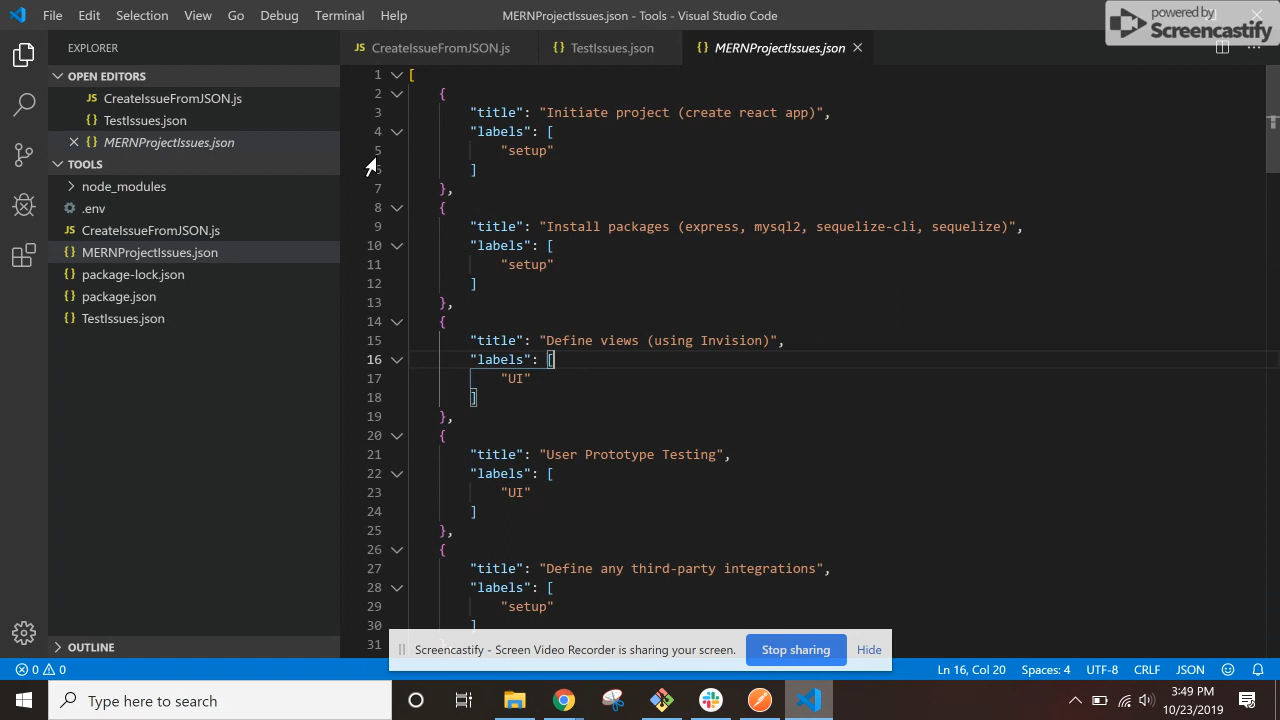 File Edit Selection View Go Debug Terminal Help MERNProjectIssues.json - Tools - Visual Studio Code
powered by
Screencastify
EXPLORER
OPEN EDITORS
JS CreateIssueFromJSON.js
{} TestIssues.json
{} MERNProjectIssues.json
TOOLS
node_modules
.env
JS CreateIssueFromJSON.js
{} MERNProjectIssues.json
{} package-lock.json
{} package.json
{} TestIssues.json
OUTLINE
JS CreateIssueFromJSON.js {} TestIssues.json {} MERNProjectIssues.json
1 [
2 {
3 "title": "Initiate project (create react app)",
4 "labels": [
5 "setup"
6 ]
7 },
8 {
9 "title": "Install packages (express, mysql2, sequelize-cli, sequelize)",
10 "labels": [
11 "setup"
12 ]
13 },
14 {
15 "title": "Define views (using Invision)",
16 "labels": [
17 "UI"
18 ]
19 },
20 {
21 "title": "User Prototype Testing",
22 "labels": [
23 "UI"
24 ]
25 },
26 {
27 "title": "Define any third-party integrations",
28 "labels": [
29 "setup"
30 ]
31
Screencastify - Screen Video Recorder is sharing your screen. Stop sharing Hide
0 0 Ln 16, Col 20 Spaces: 4 UTF-8 CRLF JSON
Type here to search
3:49 PM
10/23/2019